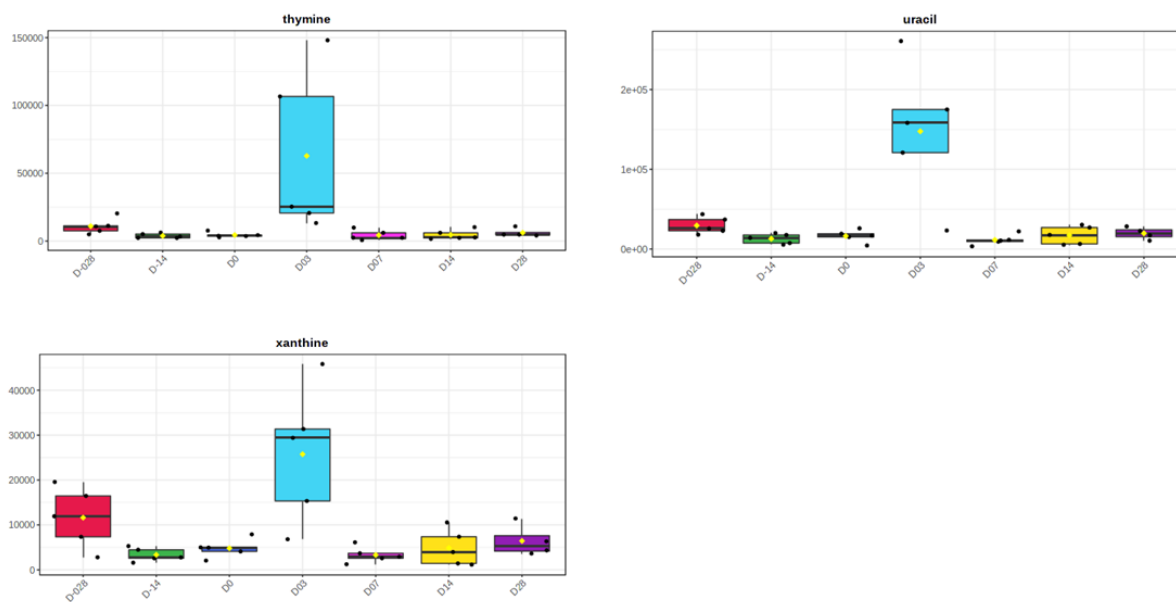 thymine
150000
100000
50000
0
D-028
D-14
D0
D03
D07
D14
D28
uracil
2e+05
1e+05
0e+00
D-028
D-14
D0
D03
D07
D14
D28
xanthine
40000
30000
20000
10000
0
D-028
D-14
D0
D03
D07
D14
D28